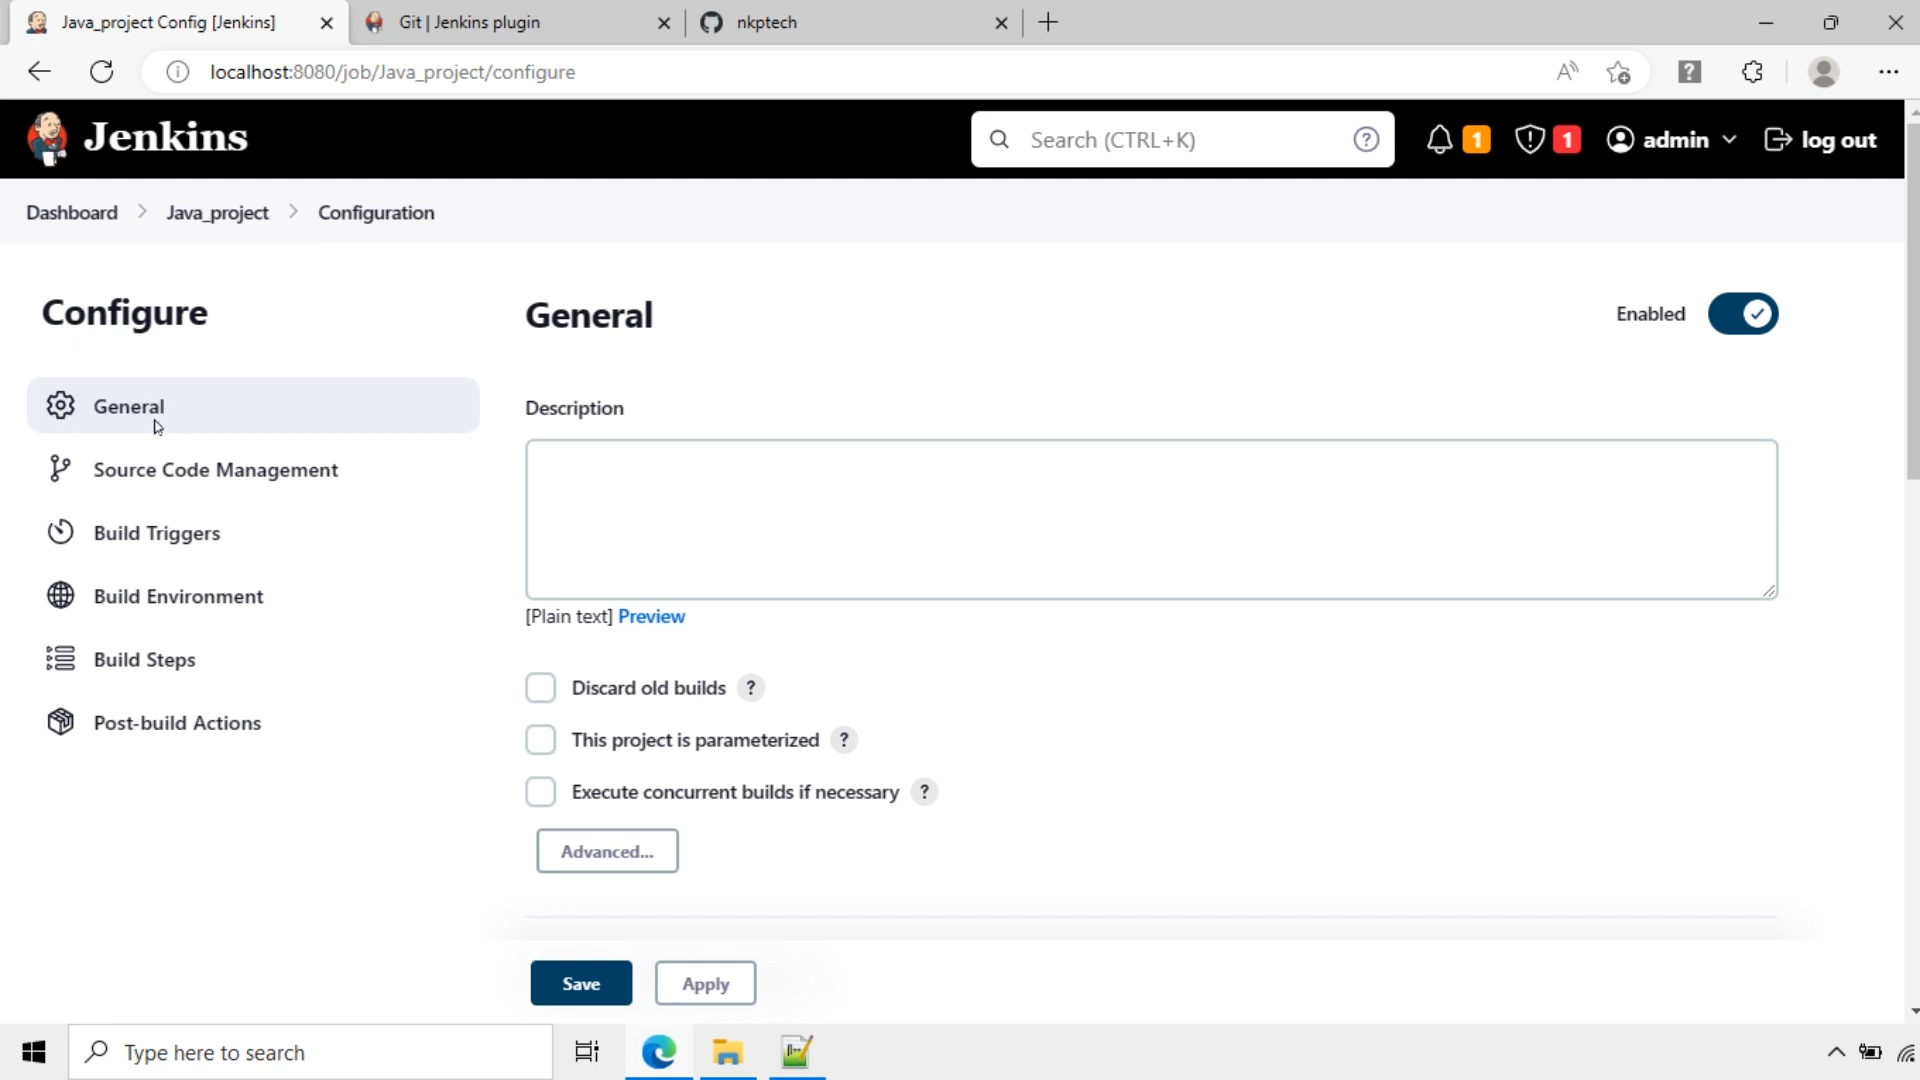 Java_project Config [Jenkins]
Git | Jenkins plugin
nkptech
localhost:8080/job/Java_project/configure
Jenkins
Search (CTRL+K)
1
1
admin
log out
Dashboard
Java_project
Configuration
Configure
General
Source Code Management
Build Triggers
Build Environment
Build Steps
Post-build Actions
General
Enabled
Description
[Plain text] Preview
Discard old builds ?
This project is parameterized ?
Execute concurrent builds if necessary ?
Advanced...
Save
Apply
Type here to search